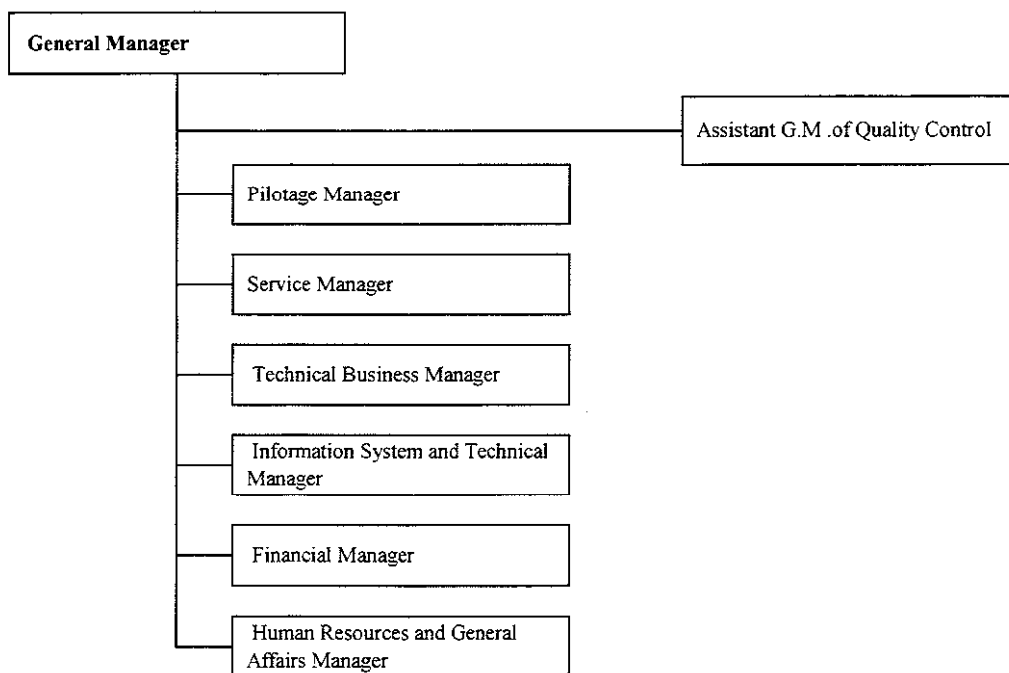 General Manager
Assistant G.M .of Quality Control
Pilotage Manager
Service Manager
Technical Business Manager
Information System and Technical
Manager
Financial Manager
Human Resources and General
Affairs Manager